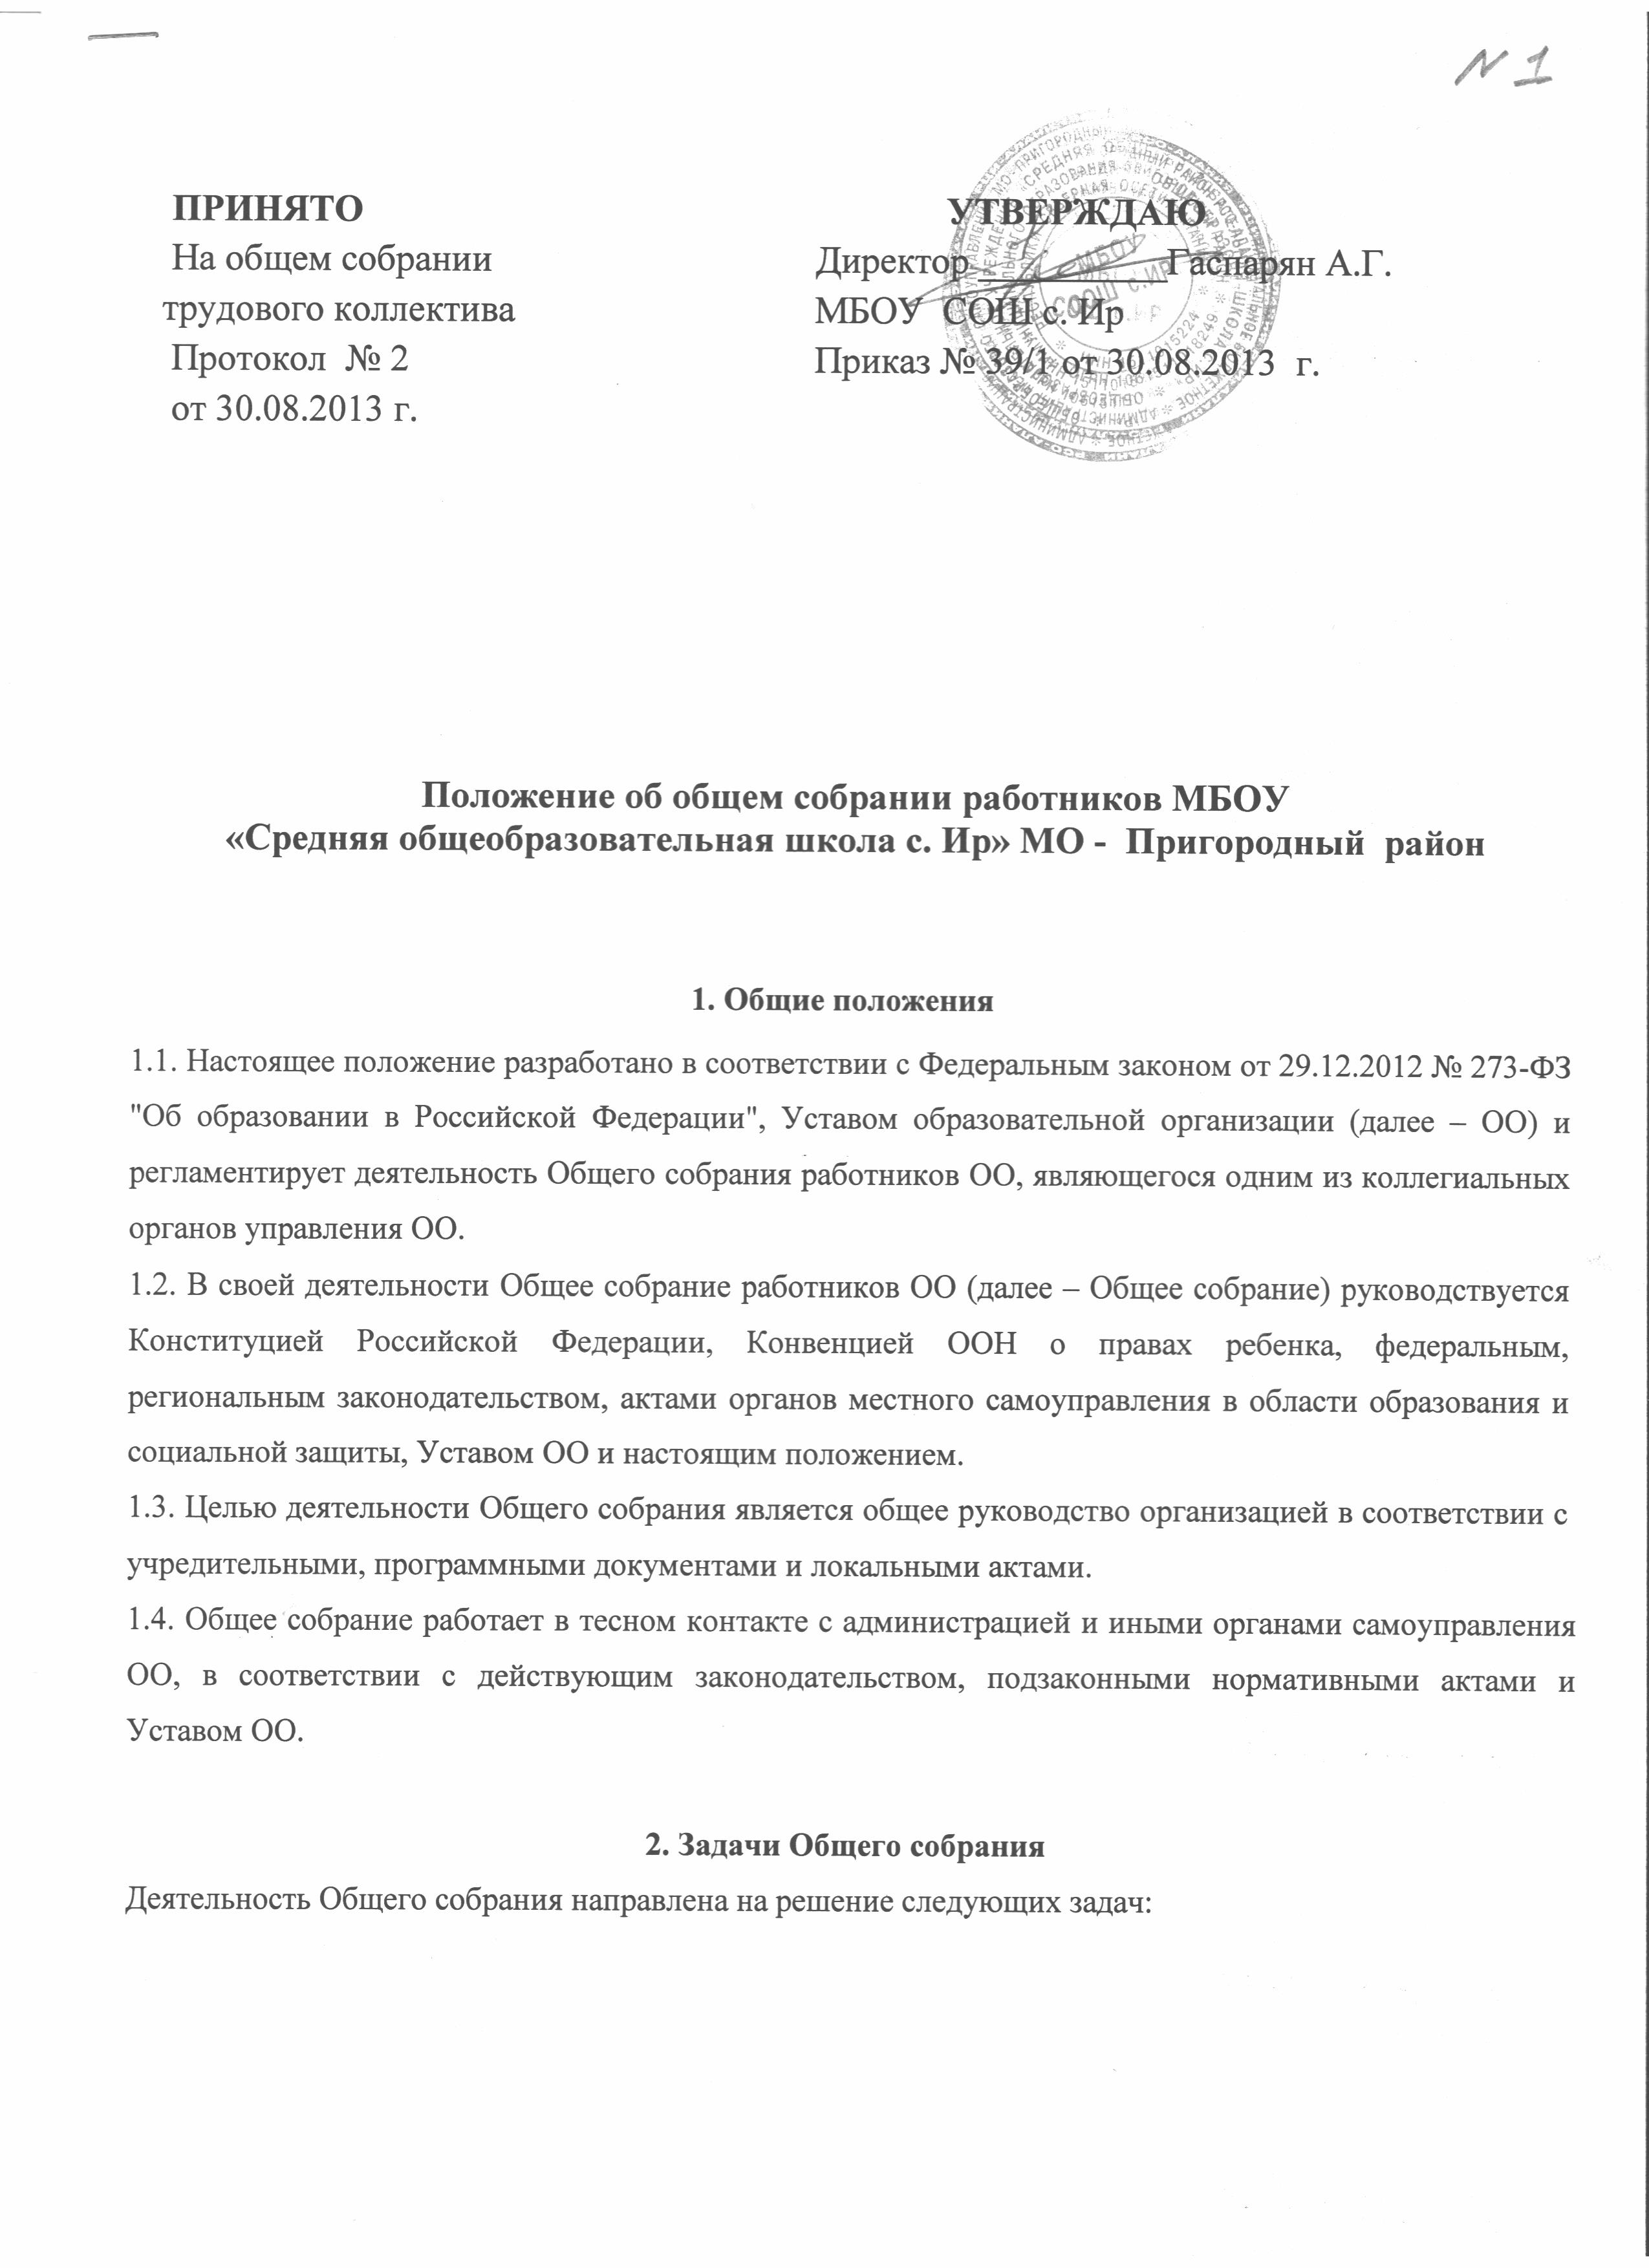 N 1
ПРИНЯТО
На общем собрании
трудового коллектива
Протокол № 2
от 30.08.2013 г.
УТВЕРЖДАЮ
Директор__________Гаспарян А.Г.
МБОУ СОШ с. Ир
Приказ № 39/1 от 30.08.2013 г.
МБОУ
СОШ с.ИР
Положение об общем собрании работников МБОУ
«Средняя общеобразовательная школа с. Ир» МО - Пригородный район
1. Общие положения
1.1. Настоящее положение разработано в соответствии с Федеральным законом от 29.12.2012 № 273-ФЗ
"Об образовании в Российской Федерации", Уставом образовательной организации (далее – ОО) и
регламентирует деятельность Общего собрания работников ОО, являющегося одним из коллегиальных
органов управления ОО.
1.2. В своей деятельности Общее собрание работников ОО (далее – Общее собрание) руководствуется
Конституцией Российской Федерации, Конвенцией ООН о правах ребенка, федеральным,
региональным законодательством, актами органов местного самоуправления в области образования и
социальной защиты, Уставом ОО и настоящим положением.
1.3. Целью деятельности Общего собрания является общее руководство организацией в соответствии с
учредительными, программными документами и локальными актами.
1.4. Общее собрание работает в тесном контакте с администрацией и иными органами самоуправления
ОО, в соответствии с действующим законодательством, подзаконными нормативными актами и
Уставом ОО.
2. Задачи Общего собрания
Деятельность Общего собрания направлена на решение следующих задач: